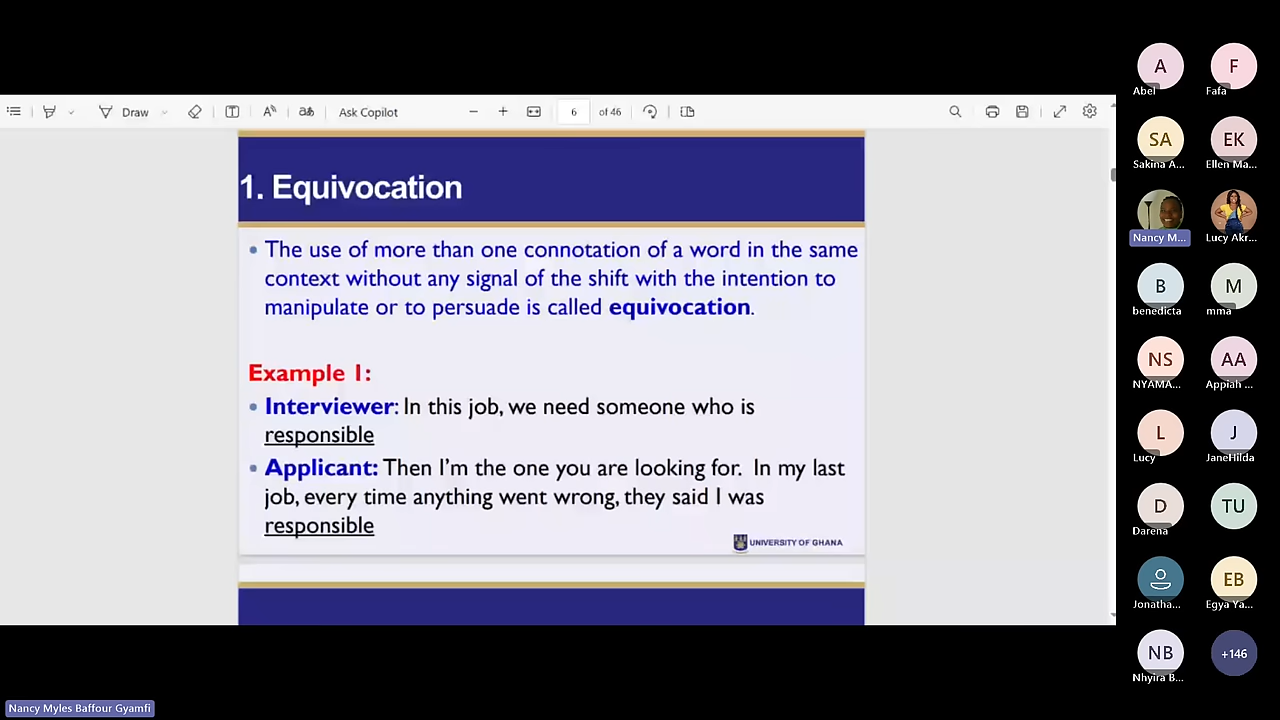 Draw
Ask Copilot
6
of 46
1. Equivocation
• The use of more than one connotation of a word in the same
context without any signal of the shift with the intention to
manipulate or to persuade is called equivocation.
Example 1:
• Interviewer: In this job, we need someone who is
responsible
• Applicant: Then I'm the one you are looking for. In my last
job, every time anything went wrong, they said I was
responsible
UNIVERSITY OF GHANA
A
Abel
F
Fafa
SA
Sakina A...
EK
Ellen Ma...
Nancy M...
Lucy Akr...
B
benedicta
M
mma
NS
NYAMA...
AA
Appiah ...
L
Lucy
J
JaneHilda
D
Darena
TU
Jonatha...
EB
Egya Ya...
NB
Nhyira B...
+146
Nancy Myles Baffour Gyamfi